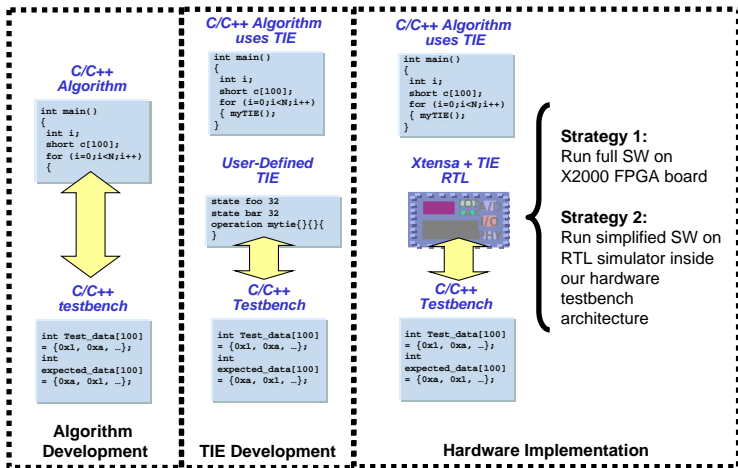 C/C++
Algorithm
int main()
{
int i;
short c[100];
for (i=0;i<N;i++)
{
C/C++
testbench
int Test_data[100]
= {0x1, 0xa, …};
int
expected_data[100]
= {0xa, 0x1, …};
Algorithm
Development
C/C++ Algorithm
uses TIE
int main()
{
int i;
short c[100];
for (i=0;i<N;i++)
{ myTIE();
User-Defined
TIE
state foo 32
state bar 32
operation mytie{}{}{
}
C/C++
Testbench
int Test_data[100]
= {0x1, 0xa, …};
int
expected_data[100]
= {0xa, 0x1, …};
TIE Development
C/C++ Algorithm
uses TIE
int main()
{
int i;
short c[100];
for (i=0;i<N;i++)
{ myTIE();
Xtensa + TIE
RTL
A/D
I/O
PHY
C/C++
Testbench
int Test_data[100]
= {0x1, 0xa, …};
int
expected_data[100]
= {0xa, 0x1, …};
Strategy 1:
Run full SW on
X2000 FPGA board
Strategy 2:
Run simplified SW on
RTL simulator inside
our hardware
testbench
architecture
Hardware Implementation